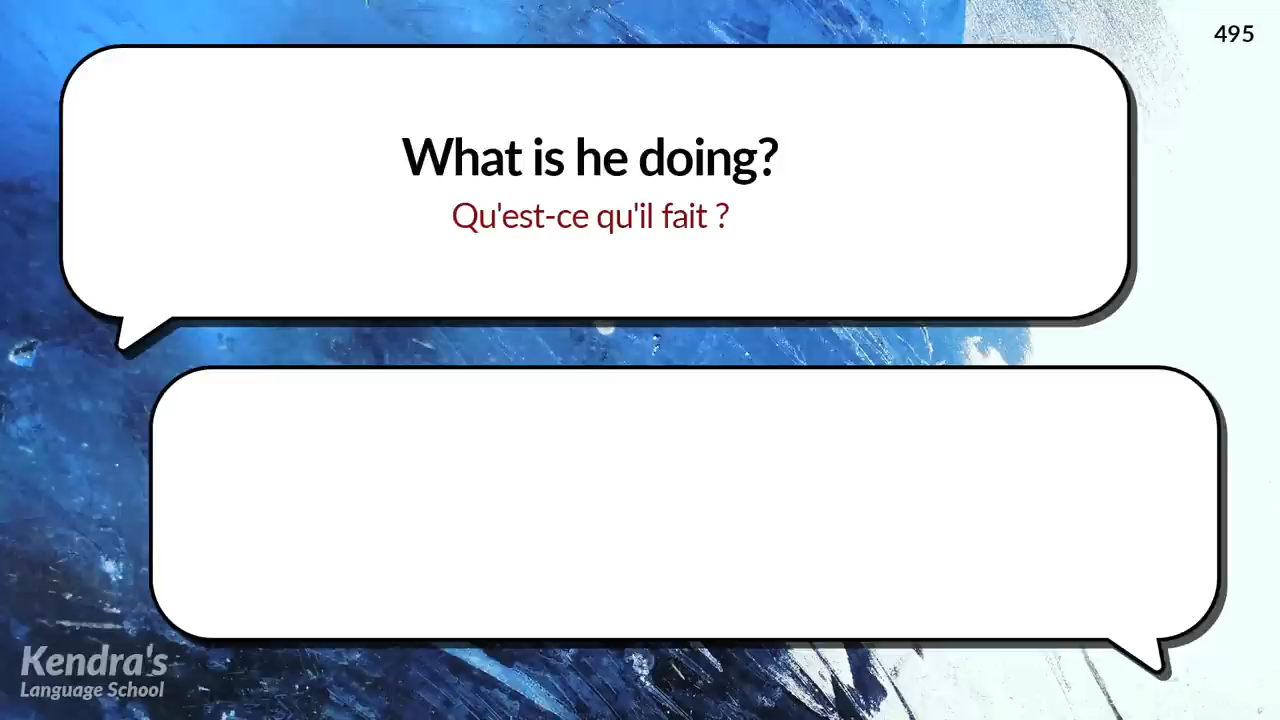 495
What is he doing?
Qu'est-ce qu'il fait ?
Kendra's
Language School